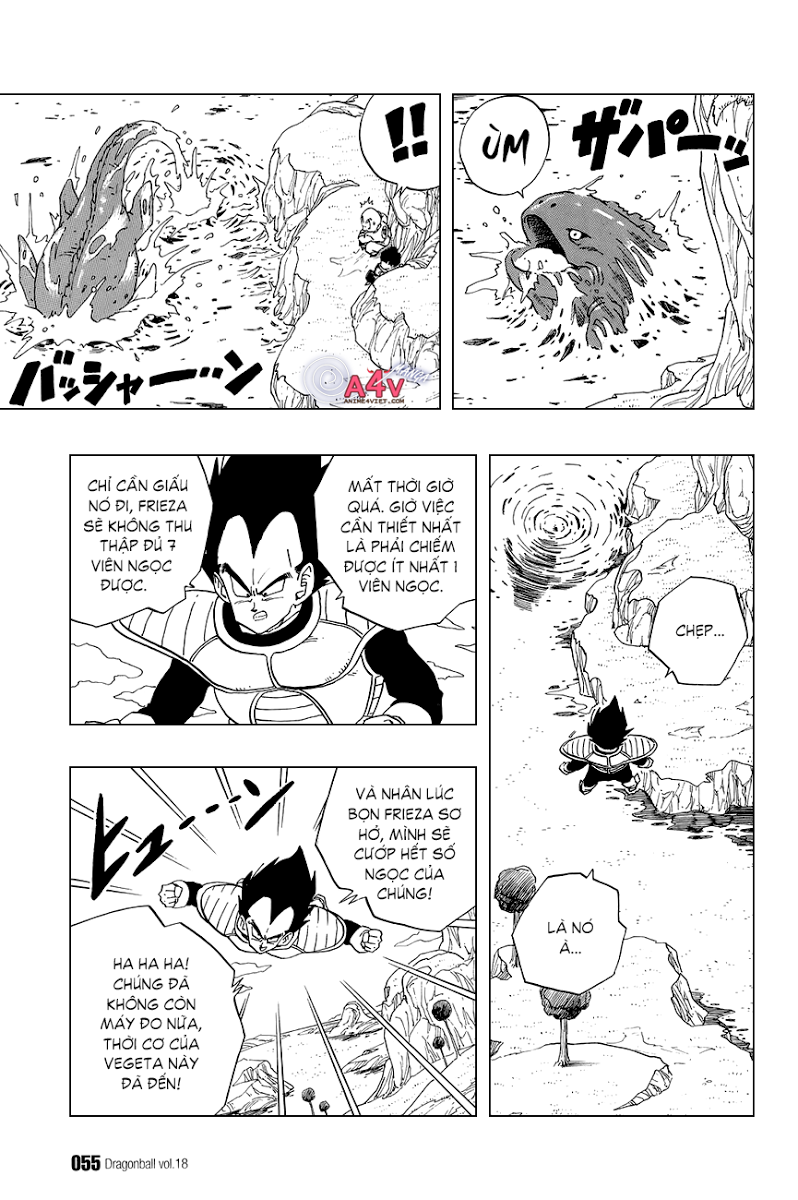 ÙM
ザパーッ
!!
バッシャーーン
A4V
ANIME4VIET.COM
CHẸP...
LÀ NÓ
À...
MẤT THỜI GIỜ
QUÁ. GIỜ VIỆC
CẦN THIẾT NHẤT
LÀ PHẢI CHIẾM
ĐƯỢC ÍT NHẤT 1
VIÊN NGỌC.
CHỈ CẦN GIẤU
NÓ ĐI, FRIEZA
SẼ KHÔNG THU
THẬP ĐỦ 7
VIÊN NGỌC
ĐƯỢC.
VÀ NHÂN LÚC
BỌN FRIEZA SƠ
HỞ, MÌNH SẼ
CƯỚP HẾT SỐ
NGỌC CỦA
CHÚNG!
ヒューーン
HA HA HA!
CHÚNG ĐÃ
KHÔNG CÒN
MÁY ĐO NỮA,
THỜI CƠ CỦA
VEGETA NÀY
ĐÃ ĐẾN!
055 Dragonball vol.18